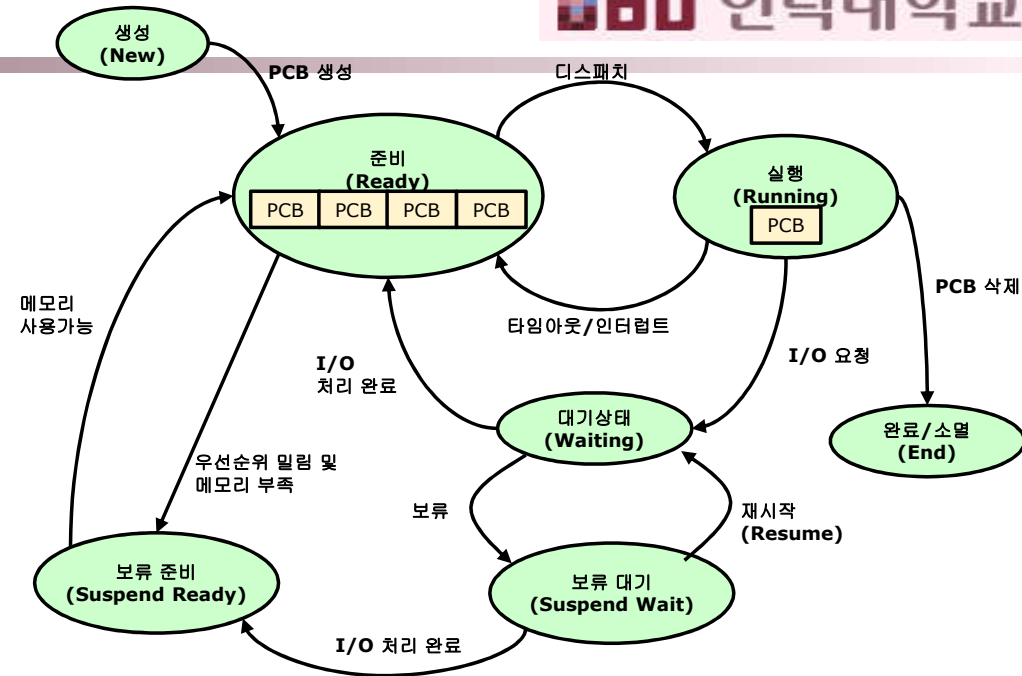 생성
(New)
PCB 생성
디스패치
준비
(Ready)
PCB PCB PCB PCB
실행
(Running)
PCB
PCB 삭제
메모리
사용가능
타임아웃/인터럽트
I/O
처리 완료
I/O 요청
대기상태
(Waiting)
완료/소멸
(End)
우선순위 밀림 및
메모리 부족
보류
재시작
(Resume)
보류 준비
(Suspend Ready)
보류 대기
(Suspend Wait)
I/O 처리 완료